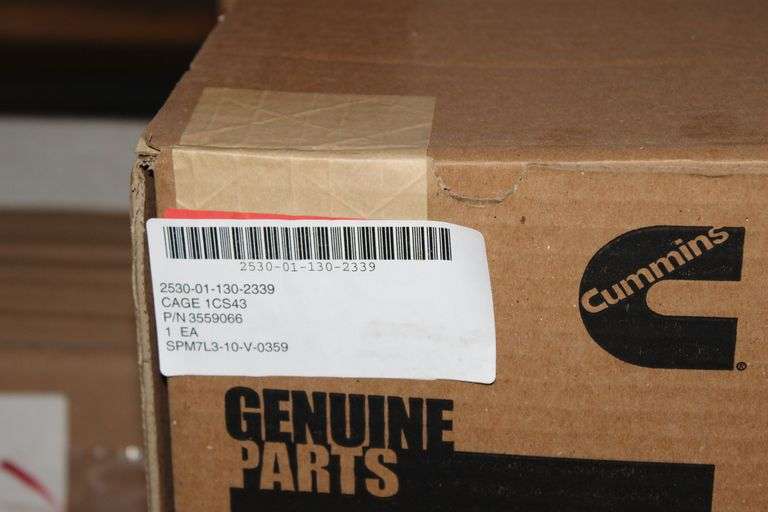 2530-01-130-2339
2530-01-130-2339
CAGE 1CS43
P/N 3559066
1 EA
SPM7L3-10-V-0359
Cummins
®
GENUINE
PARTS